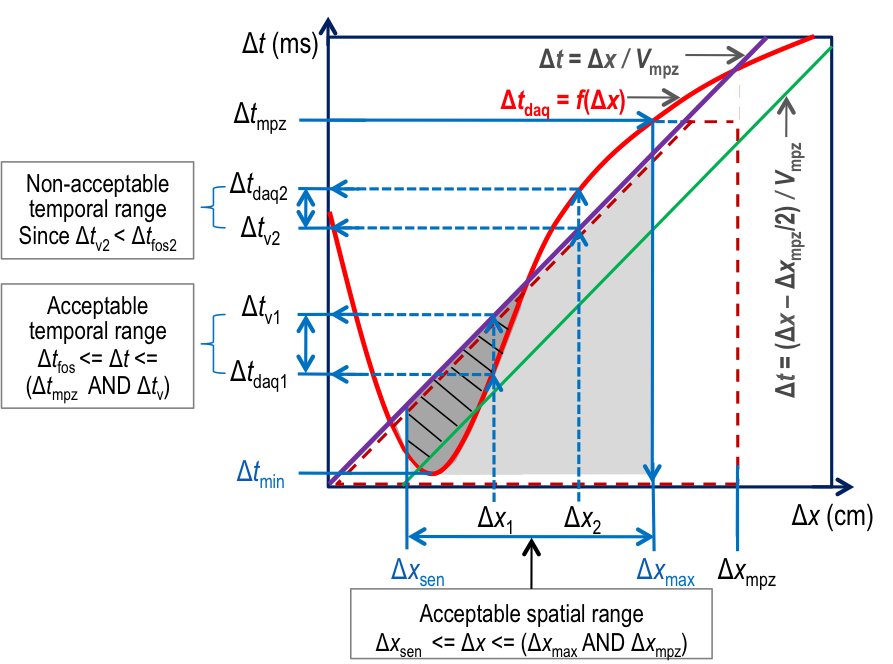 Δt (ms)
Δt = Δx / Vmpz
Δtdaq = f(Δx)
Δtmpz
Non-acceptable
temporal range
Since Δtv2 < Δtfos2
Δtdaq2
Δtv2
Δt = (Δx – Δxmpz/2) / Vmpz
Acceptable
temporal range
Δtfos <= Δt <=
(Δtmpz AND Δtv)
Δtv1
Δtdaq1
Δtmin
Δx1
Δx2
Δx (cm)
Δxsen
Δxmax
Δxmpz
Acceptable spatial range
Δxsen <= Δx <= (Δxmax AND Δxmpz)